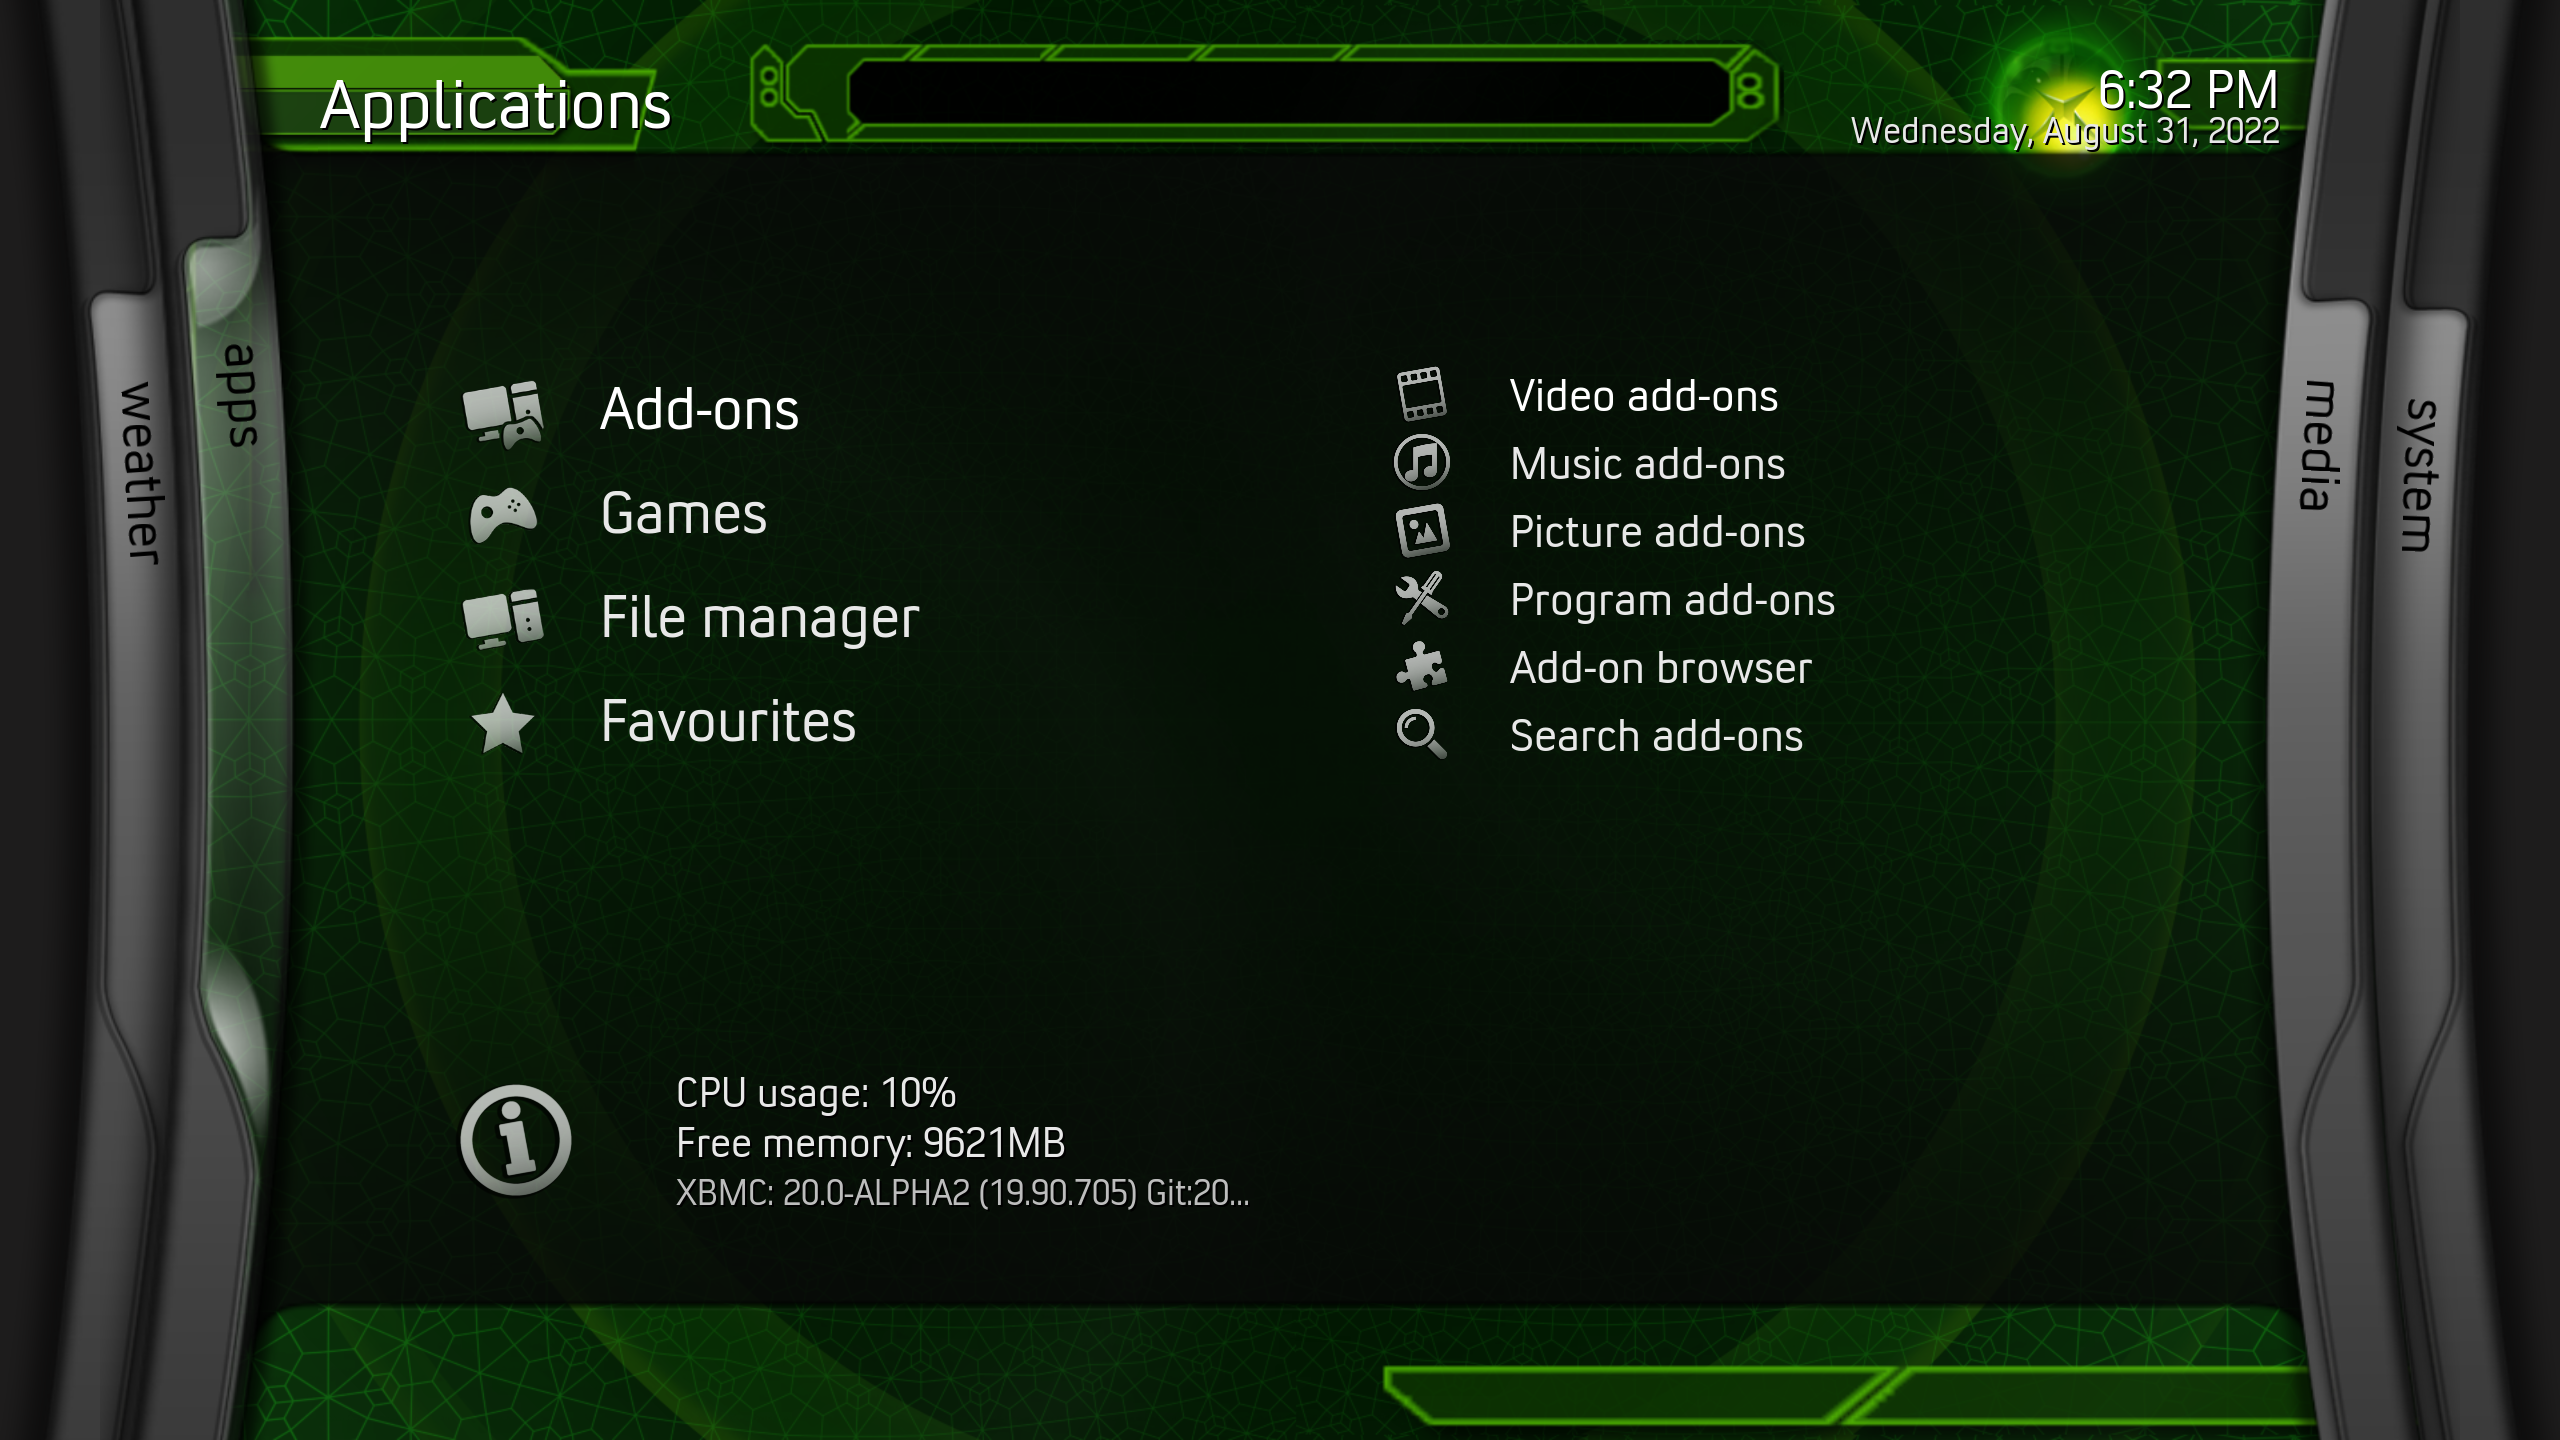 Applications
6:32 PM
Wednesday, August 31, 2022
weather
apps
Add-ons
Games
File manager
Favourites
Video add-ons
Music add-ons
Picture add-ons
Program add-ons
Add-on browser
Search add-ons
media
system
CPU usage: 10%
Free memory: 9621MB
XBMC: 20.0-ALPHA2 (19.90.705) Git:20...